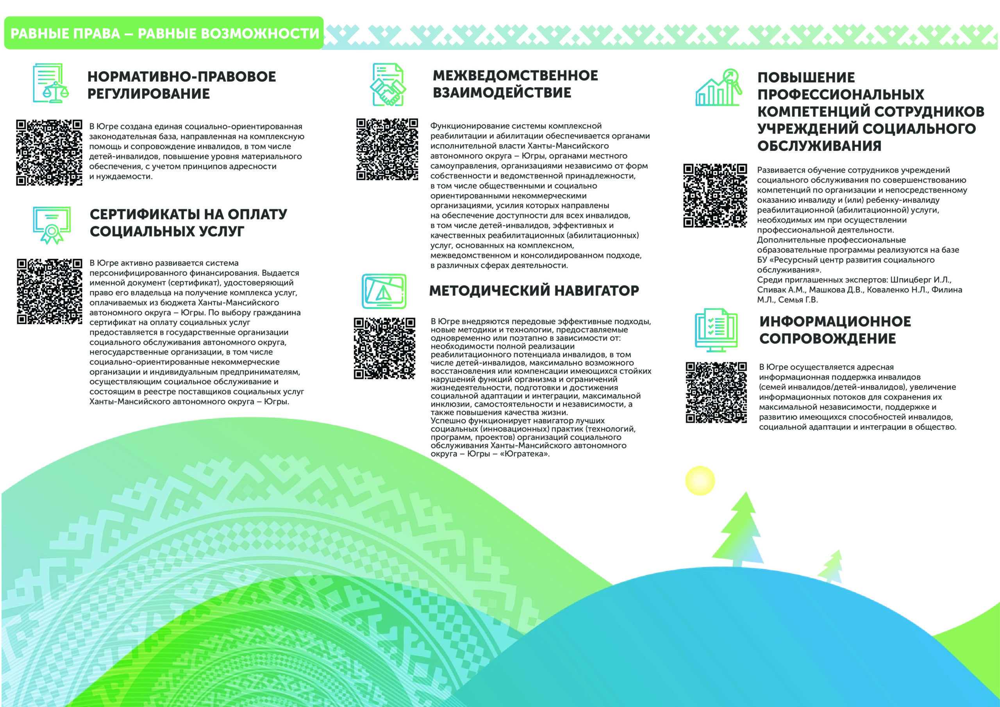 РАВНЫЕ ПРАВА – РАВНЫЕ ВОЗМОЖНОСТИ
НОРМАТИВНО-ПРАВОВОЕ
РЕГУЛИРОВАНИЕ
В Югре создана единая социально-ориентированная
законодательная база, направленная на комплексную
помощь и сопровождение инвалидов, в том числе
детей-инвалидов, повышение уровня материального
обеспечения, с учетом принципов адресности
и нуждаемости.
СЕРТИФИКАТЫ НА ОПЛАТУ
СОЦИАЛЬНЫХ УСЛУГ
В Югре активно развивается система
персонифицированного финансирования. Выдается
именной документ (сертификат), удостоверяющий
право его владельца на получение комплекса услуг,
оплачиваемых из бюджета Ханты-Мансийского
автономного округа – Югры. По выбору гражданина
сертификат на оплату социальных услуг
предоставляется в государственные организации
социального обслуживания автономного округа,
негосударственные организации, в том числе
социально-ориентированные некоммерческие
организации и индивидуальным предпринимателям,
осуществляющим социальное обслуживание и
состоящим в реестре поставщиков социальных услуг
Ханты-Мансийского автономного округа – Югры.
МЕЖВЕДОМСТВЕННОЕ
ВЗАИМОДЕЙСТВИЕ
Функционирование системы комплексной
реабилитации и абилитации обеспечивается органами
исполнительной власти Ханты-Мансийского
автономного округа – Югры, органами местного
самоуправления, организациями независимо от форм
собственности и ведомственной принадлежности,
в том числе общественными и социально
ориентированными некоммерческими
организациями, усилия которых направлены
на обеспечение доступности для всех инвалидов,
в том числе детей-инвалидов, эффективных и
качественных реабилитационных (абилитационных)
услуг, основанных на комплексном,
межведомственном и консолидированном подходе,
в различных сферах деятельности.
МЕТОДИЧЕСКИЙ НАВИГАТОР
В Югре внедряются передовые эффективные подходы,
новые методики и технологии, предоставляемые
одновременно или поэтапно в зависимости от:
необходимости полной реализации
реабилитационного потенциала инвалидов, в том
числе детей-инвалидов, максимально возможного
восстановления или компенсации имеющихся стойких
нарушений функций организма и ограничений
жизнедеятельности, подготовки и достижения
социальной адаптации и интеграции, максимальной
инклюзии, самостоятельности и независимости, а
также повышения качества жизни.
Успешно функционирует навигатор лучших
социальных (инновационных) практик (технологий,
программ, проектов) организаций социального
обслуживания Ханты-Мансийского автономного
округа – Югры – «Югратека».
ПОВЫШЕНИЕ
ПРОФЕССИОНАЛЬНЫХ
КОМПЕТЕНЦИЙ СОТРУДНИКОВ
УЧРЕЖДЕНИЙ СОЦИАЛЬНОГО
ОБСЛУЖИВАНИЯ
Развивается обучение сотрудников учреждений
социального обслуживания по совершенствованию
компетенций по организации и непосредственному
оказанию инвалиду и (или) ребенку-инвалиду
реабилитационной (абилитационной) услуги,
необходимых им при осуществлении
профессиональной деятельности.
Дополнительные профессиональные
образовательные программы реализуются на базе
БУ «Ресурсный центр развития социального
обслуживания».
Среди приглашенных экспертов: Шпицберг И.Л.,
Спивак А.М., Машкова Д.В., Коваленко Н.Л., Филина
М.Л., Семья Г.В.
ИНФОРМАЦИОННОЕ
СОПРОВОЖДЕНИЕ
В Югре осуществляется адресная
информационная поддержка инвалидов
(семей инвалидов/детей-инвалидов), увеличение
информационных потоков для сохранения их
максимальной независимости, поддержке и
развитию имеющихся способностей инвалидов,
социальной адаптации и интеграции в общество.